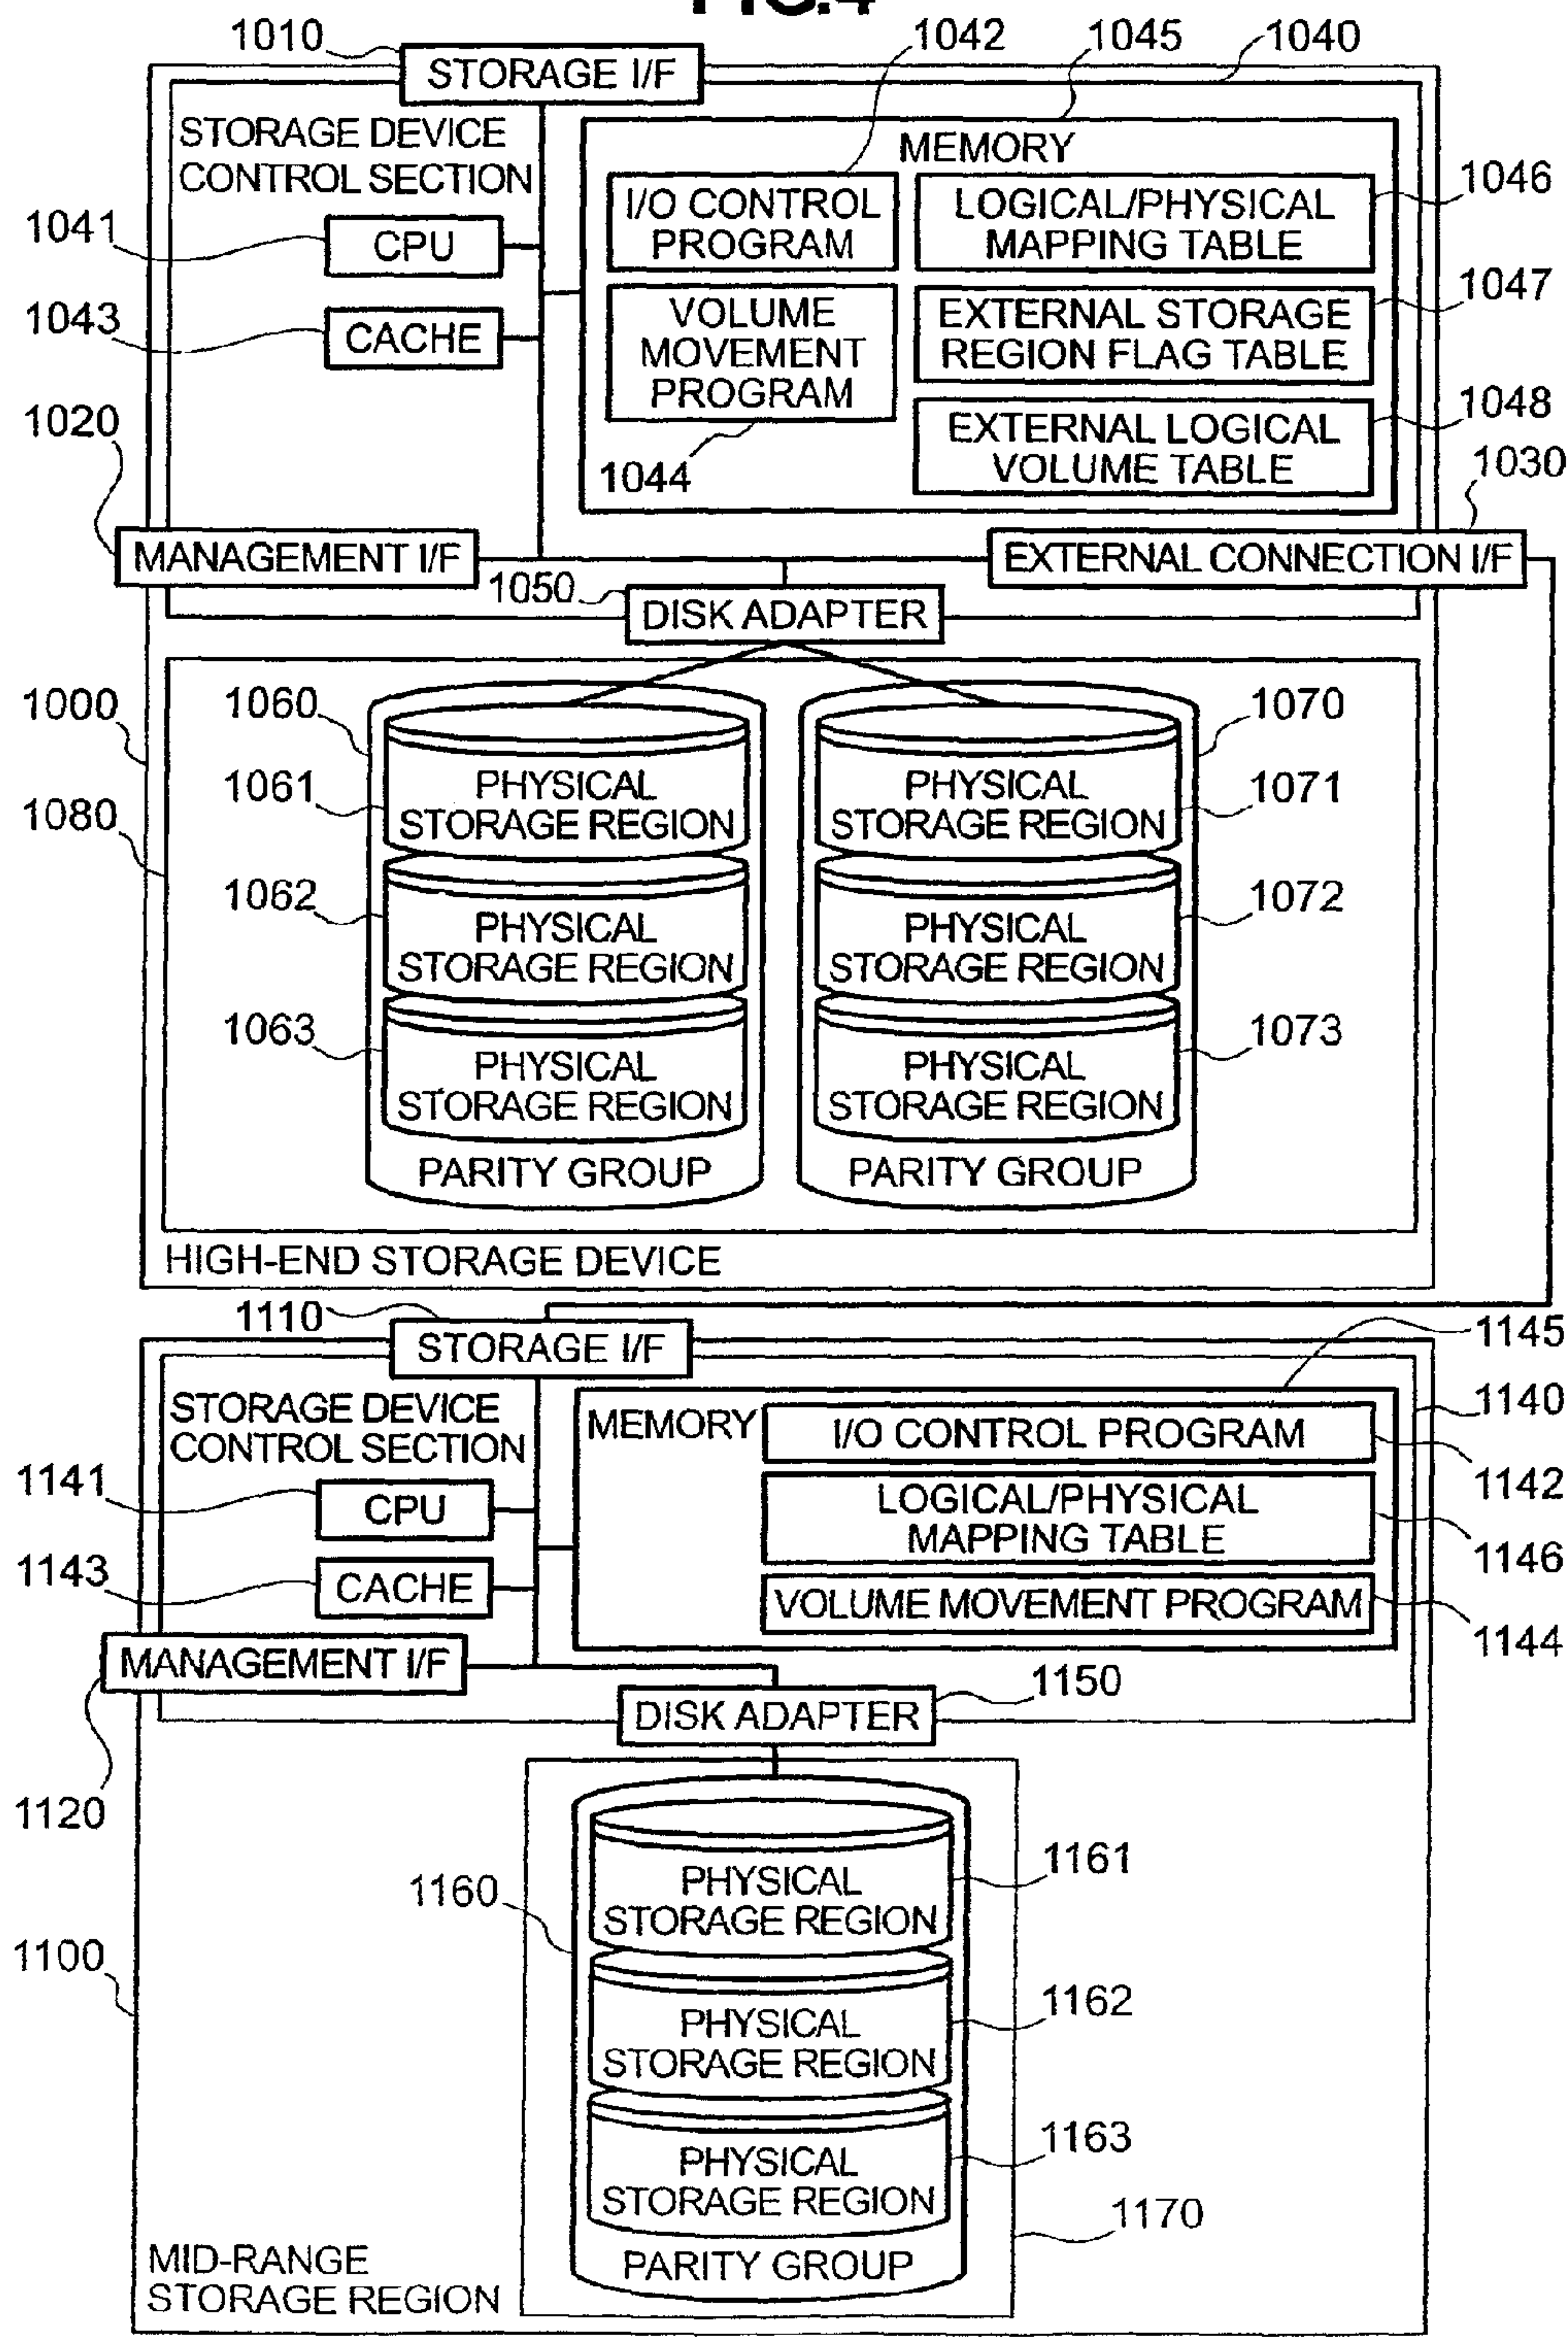 FIG.4
1010
STORAGE I/F
1042
1045
1040
STORAGE DEVICE
CONTROL SECTION
MEMORY
1041
CPU
I/O CONTROL
PROGRAM
LOGICAL/PHYSICAL
MAPPING TABLE
1046
1043
CACHE
VOLUME
MOVEMENT
PROGRAM
EXTERNAL STORAGE
REGION FLAG TABLE
1047
1020
1044
EXTERNAL LOGICAL
VOLUME TABLE
1048
1030
MANAGEMENT I/F
EXTERNAL CONNECTION I/F
1050
DISK ADAPTER
1000
1060
1070
1061
PHYSICAL
STORAGE REGION
PHYSICAL
STORAGE REGION
1071
1080
1062
PHYSICAL
STORAGE REGION
PHYSICAL
STORAGE REGION
1072
1063
PHYSICAL
STORAGE REGION
PHYSICAL
STORAGE REGION
1073
PARITY GROUP
PARITY GROUP
HIGH-END STORAGE DEVICE
1110
STORAGE I/F
1145
STORAGE DEVICE
CONTROL SECTION
MEMORY
I/O CONTROL PROGRAM
1140
1141
CPU
LOGICAL/PHYSICAL
MAPPING TABLE
1142
1143
CACHE
1146
VOLUME MOVEMENT PROGRAM
1144
MANAGEMENT I/F
1150
DISK ADAPTER
1120
1160
PHYSICAL
STORAGE REGION
1161
1100
PHYSICAL
STORAGE REGION
1162
PHYSICAL
STORAGE REGION
1163
1170
PARITY GROUP
MID-RANGE
STORAGE REGION